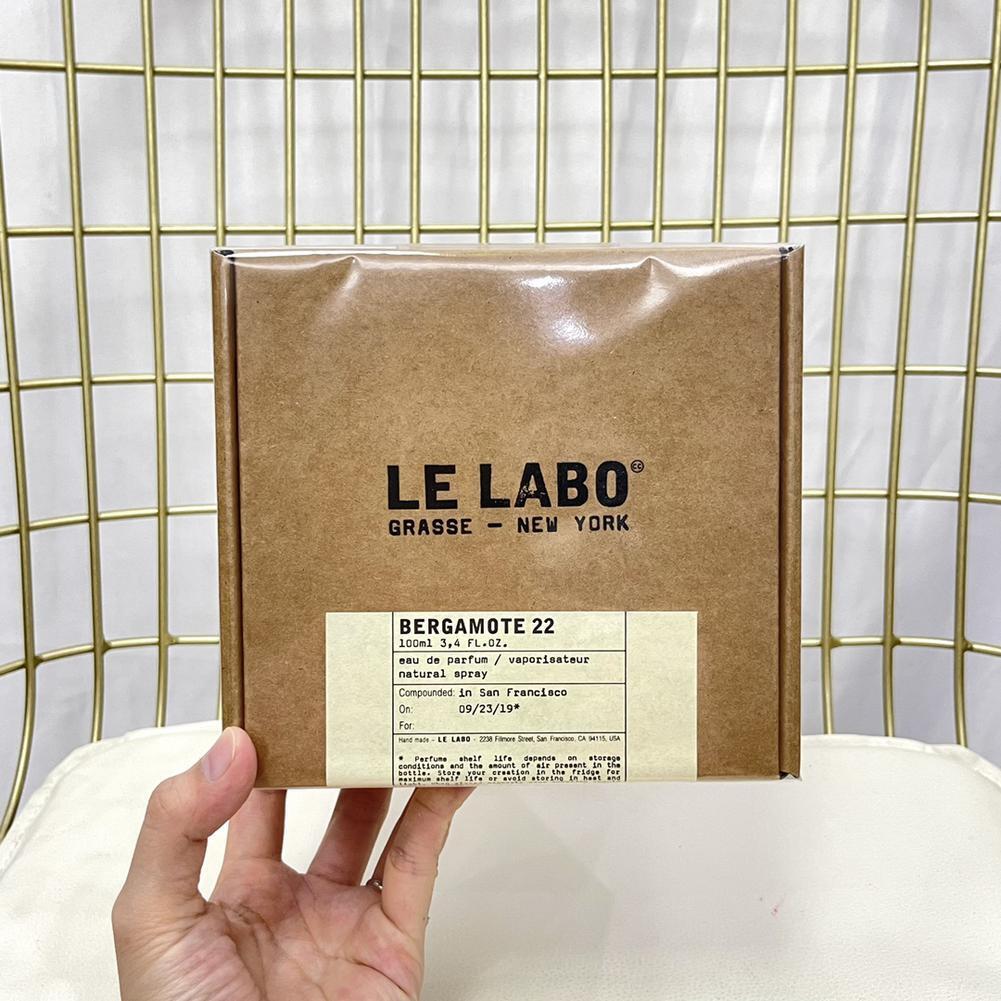 LE LABO
GRASSE — NEW YORK
BERGAMOTE 22
100ml 3,4 FL.OZ.
eau de parfum / vaporisateur
natural spray
Compounded: in San Francisco
On: 09/23/19*
For:
Hand made - LE LABO - 2238 Fillmore Street, San Francisco, CA 94115, USA
* Perfume shelf life depends on storage
conditions and the amount of air present in the
bottle. Store your creation in the fridge for
maximum shelf life or avoid storing in heat and